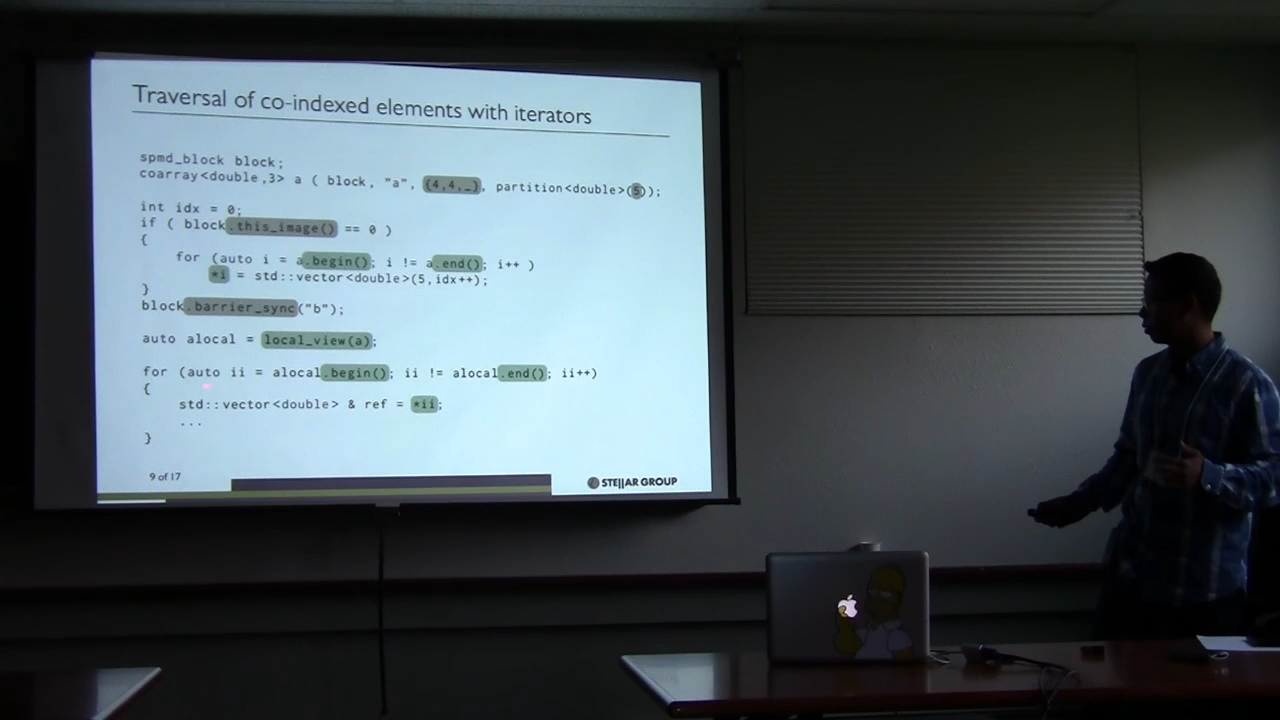 Traversal of co-indexed elements with iterators
spmd_block block;
coarray<double,3> a ( block, "a", {4,4,_}, partition<double>(5));
int idx = 0;
if ( block.this_image() == 0 )
{
for (auto i = a.begin(); i != a.end(); i++ )
*i = std::vector<double>(5,idx++);
}
block.barrier_sync("b");
auto alocal = local_view(a);
for (auto ii = alocal.begin(); ii != alocal.end(); ii++)
{
std::vector<double> & ref = *ii;
...
}
9 of 17
STE||AR GROUP